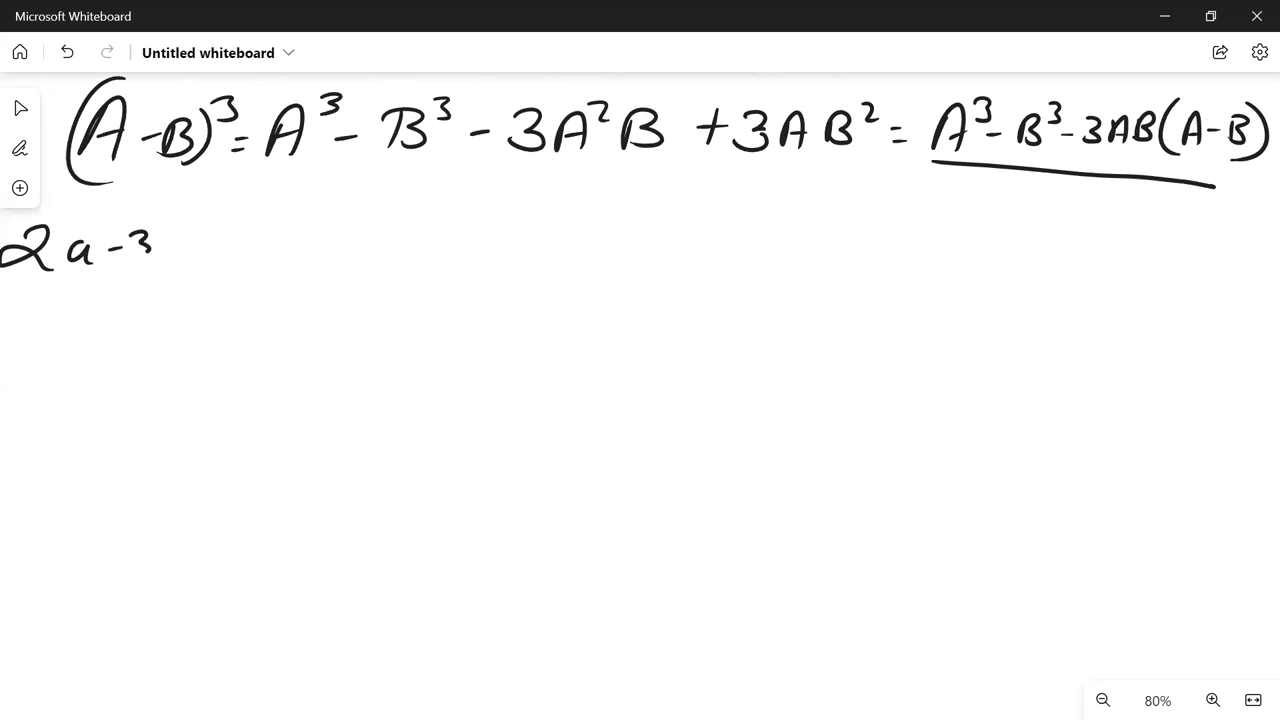 Microsoft Whiteboard
Untitled whiteboard
(A-B)³ = A³ - B³ - 3A²B + 3AB² = A³ - B³ - 3AB(A-B)
2a-3
80%